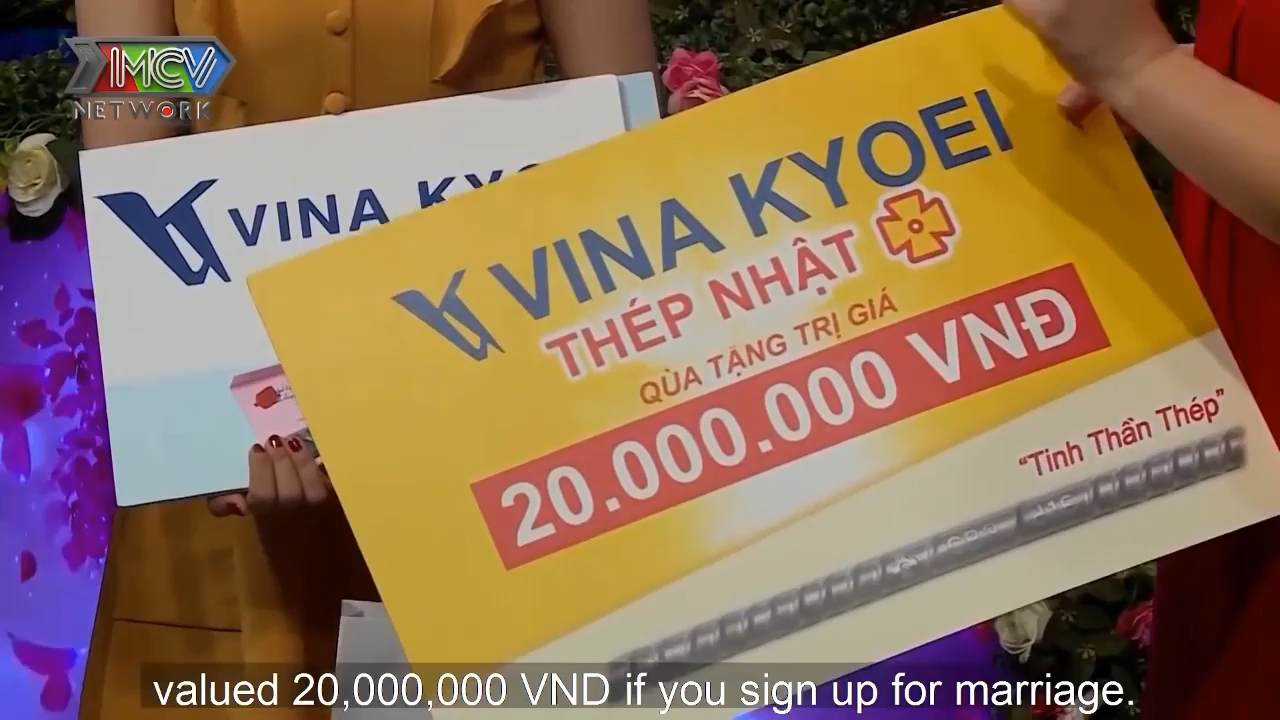 MCV
NETWORK
VINA KYOEI
VINA KYOEI
THÉP NHẬT
QÙA TẶNG TRỊ GIÁ
20.000.000 VNĐ
"Tinh Thần Thép"
valued 20,000,000 VND if you sign up for marriage.